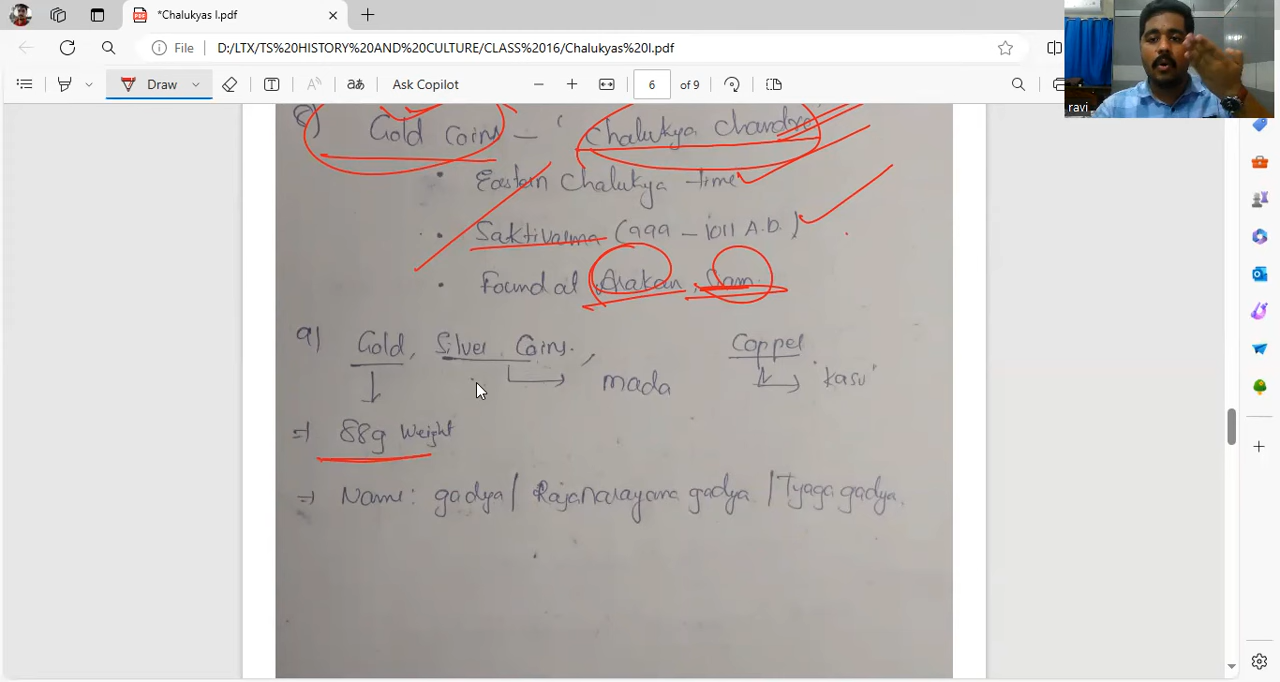 *Chalukyas I.pdf
File D:/LTX/TS%20HISTORY%20AND%20CULTURE/CLASS%2016/Chalukyas%20I.pdf
Draw aあ Ask Copilot 6 of 9
8) Gold Coins - ' Chalukya Chandra'
• Eastern Chalukya time
• Saktivarma (999 - 1011 A.D.)
• Found at Arakan, Siam.
9) Gold, Silver Coins, Copper
mada 'Kasu'
⇒ 88g Weight
⇒ Name: gadya / Rajanarayana gadya / Tyaga gadya.
ravi